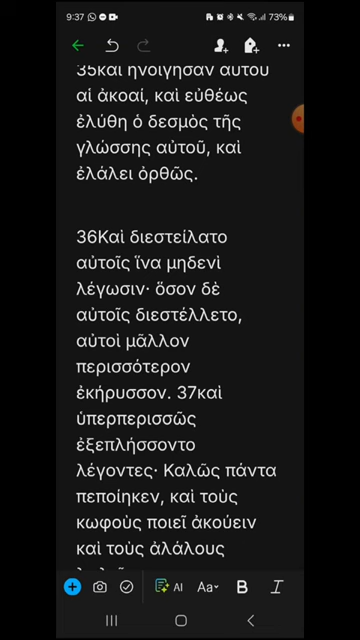 9:37
73%
35καὶ ἠνοίγησαν αὐτοῦ
αἱ ἀκοαί, καὶ εὐθέως
ἐλύθη ὁ δεσμὸς τῆς
γλώσσης αὐτοῦ, καὶ
ἐλάλει ὀρθῶς.
36Καὶ διεστείλατο
αὐτοῖς ἵνα μηδενὶ
λέγωσιν· ὅσον δὲ
αὐτοῖς διεστέλλετο,
αὐτοὶ μᾶλλον
περισσότερον
ἐκήρυσσον. 37καὶ
ὑπερπερισσῶς
ἐξεπλήσσοντο
λέγοντες· Καλῶς πάντα
πεποίηκεν, καὶ τοὺς
κωφοὺς ποιεῖ ἀκούειν
καὶ τοὺς ἀλάλους
AI Aa B I